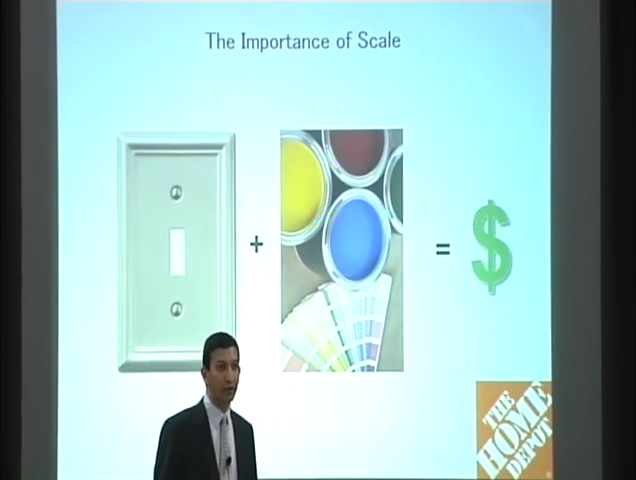 The Importance of Scale
+
=
$
THE
HOME
DEPOT